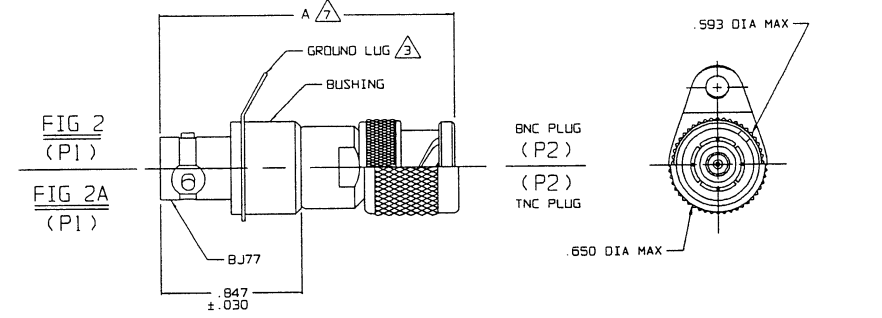 A 7
.593 DIA MAX
GROUND LUG 3
BUSHING
FIG 2
(P1)
BNC PLUG
(P2)
FIG 2A
(P1)
(P2)
TNC PLUG
.650 DIA MAX
BJ77
.847
±.030